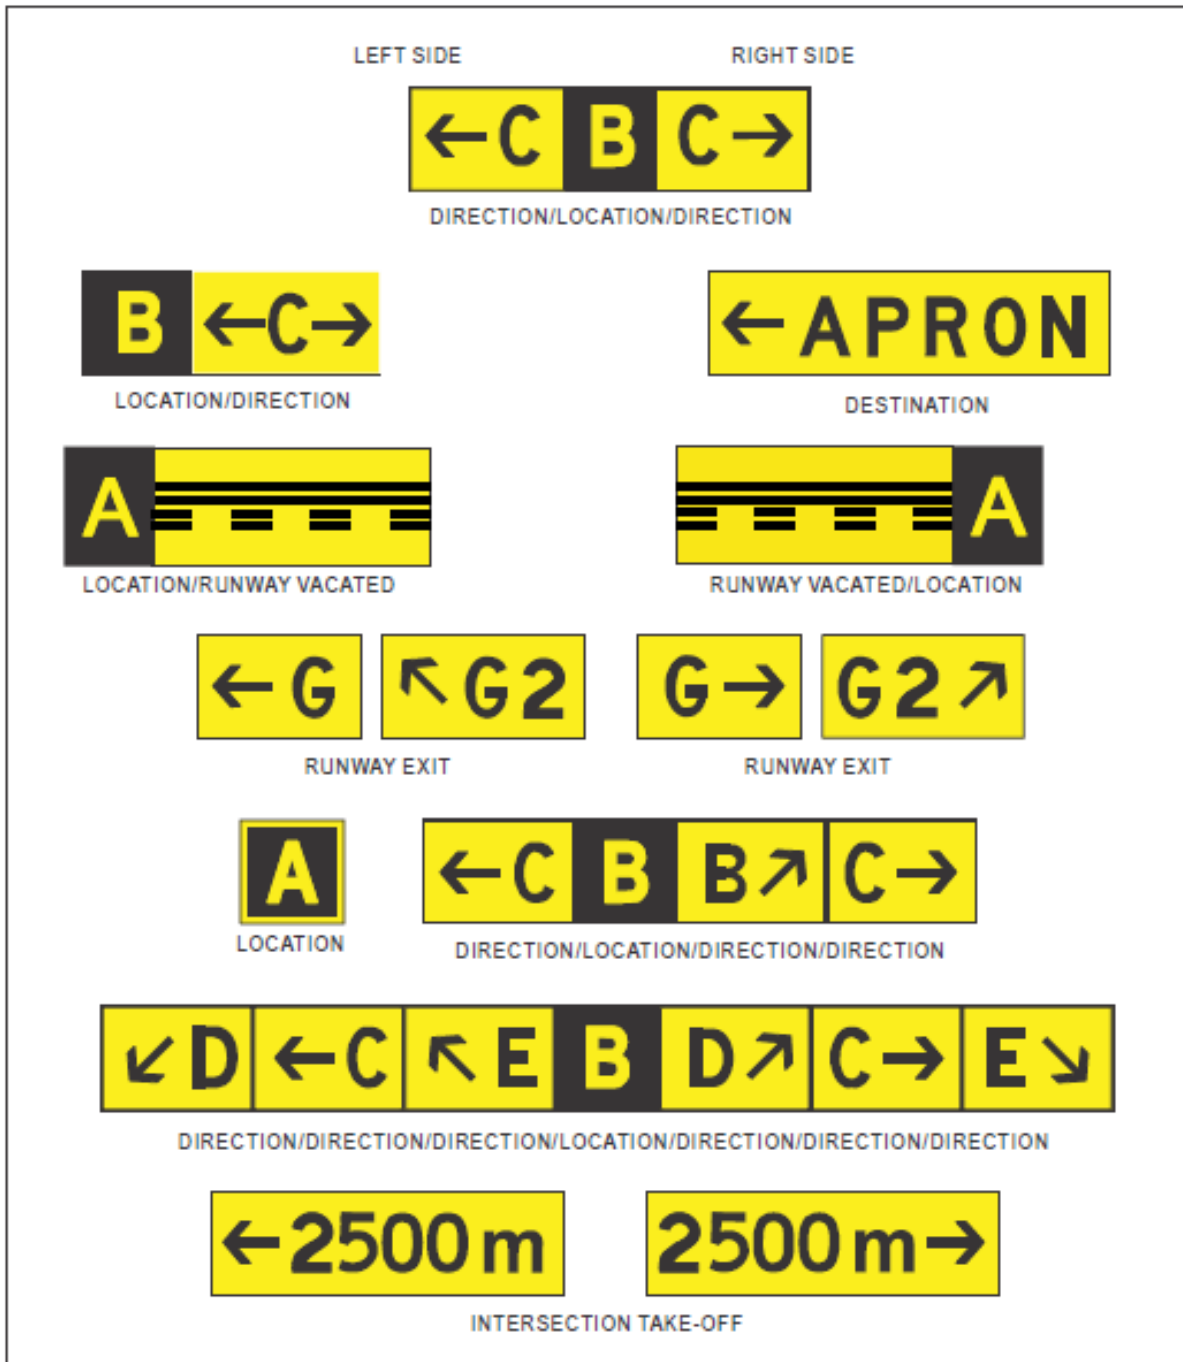 LEFT SIDE RIGHT SIDE
←C B C→
DIRECTION/LOCATION/DIRECTION
B ←C→ ←APRON
LOCATION/DIRECTION DESTINATION
A A
LOCATION/RUNWAY VACATED RUNWAY VACATED/LOCATION
←G ↖G2 G→ G2↗
RUNWAY EXIT RUNWAY EXIT
A ←C B B↗ C→
LOCATION DIRECTION/LOCATION/DIRECTION/DIRECTION
↙D ←C ↖E B D↗ C→ E↘
DIRECTION/DIRECTION/DIRECTION/LOCATION/DIRECTION/DIRECTION/DIRECTION
←2500m 2500m→
INTERSECTION TAKE-OFF